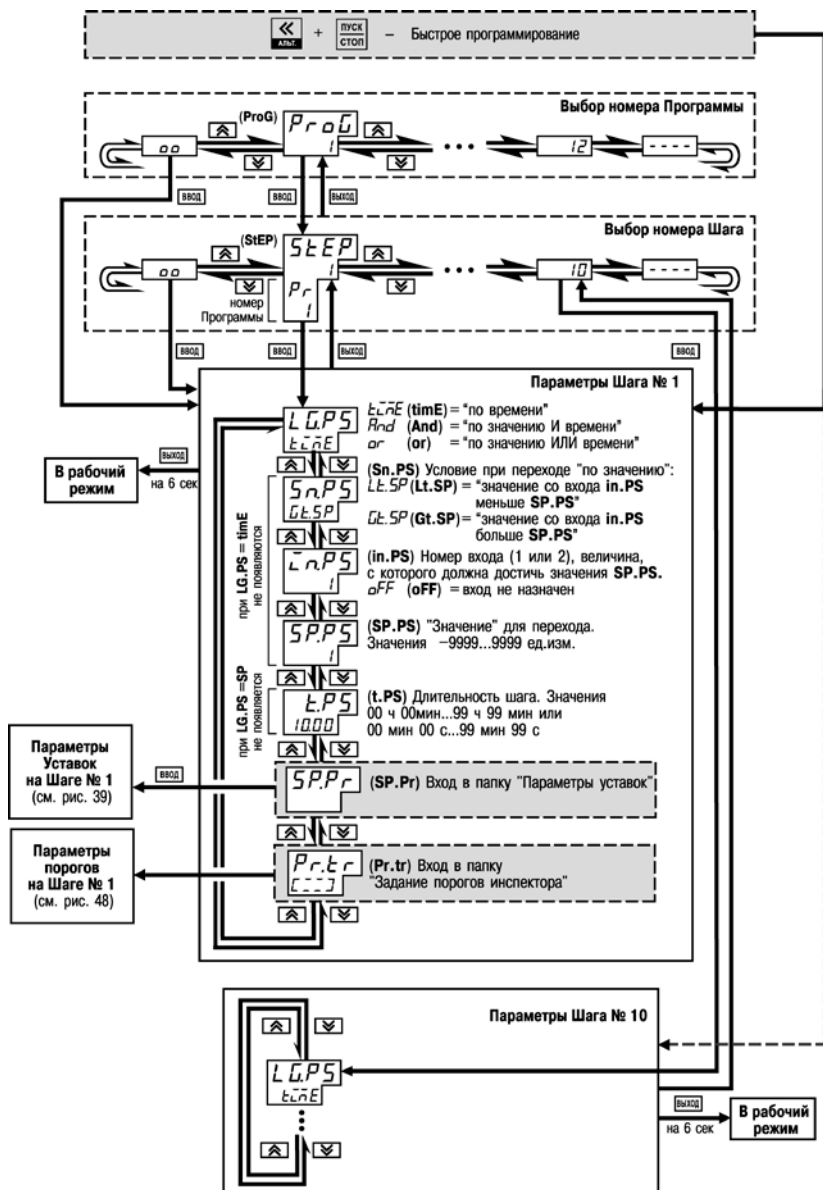 « АЛЬТ. + ПУСК СТОП – Быстрое программирование
Выбор номера Программы
(ProG) ProG
oo 1 ••• 12 ----
ВВОД ВВОД ВЫХОД
Выбор номера Шага
(StEP) StEP
oo 1 ••• 10 ----
Pr
1
номер
Программы
ВВОД ВВОД ВЫХОД ВВОД
Параметры Шага № 1
LG.PS
timE
timE (timE) = "по времени"
And (And) = "по значению И времени"
or (or) = "по значению ИЛИ времени"
ВЫХОД
на 6 сек
В рабочий
режим
при LG.PS = timE
не появляются
Sn.PS
Gt.SP
(Sn.PS) Условие при переходе "по значению":
Lt.SP (Lt.SP) = "значение со входа in.PS
меньше SP.PS"
Gt.SP (Gt.SP) = "значение со входа in.PS
больше SP.PS"
in.PS
1
(in.PS) Номер входа (1 или 2), величина,
с которого должна достичь значения SP.PS.
oFF (oFF) = вход не назначен
SP.PS
1
(SP.PS) "Значение" для перехода.
Значения –9999...9999 ед.изм.
при LG.PS =SP
не появляется
t.PS
10.00
(t.PS) Длительность шага. Значения
00 ч 00мин...99 ч 99 мин или
00 мин 00 с...99 мин 99 с
Параметры
Уставок
на Шаге № 1
(см. рис. 39)
ВВОД
SP.Pr
(SP.Pr) Вход в папку "Параметры уставок"
Параметры
порогов
на Шаге № 1
(см. рис. 48)
Pr.tr
[---]
(Pr.tr) Вход в папку
"Задание порогов инспектора"
Параметры Шага № 10
LG.PS
timE
ВЫХОД
на 6 сек
В рабочий
режим